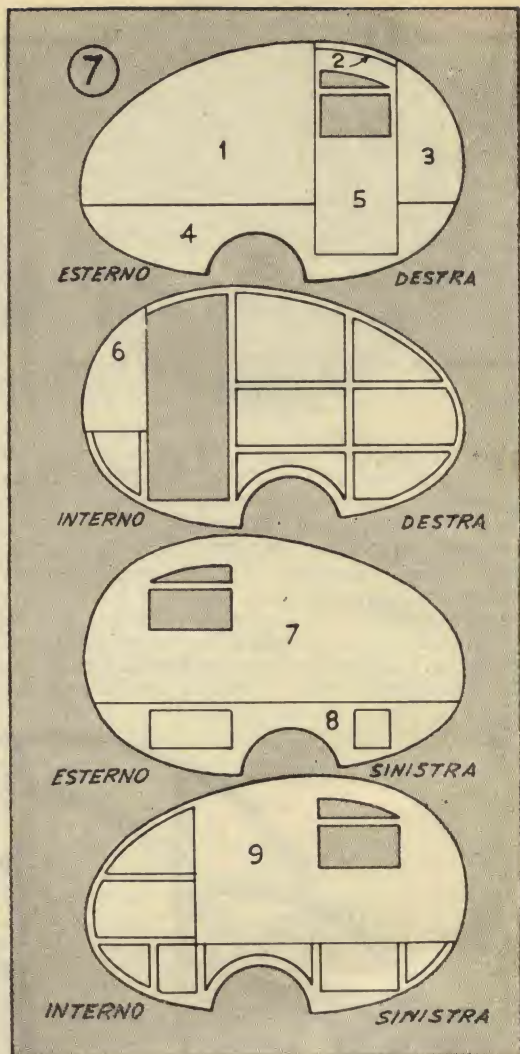 7
2
1
3
5
4
ESTERNO DESTRA
6
INTERNO DESTRA
7
8
ESTERNO SINISTRA
9
INTERNO SINISTRA